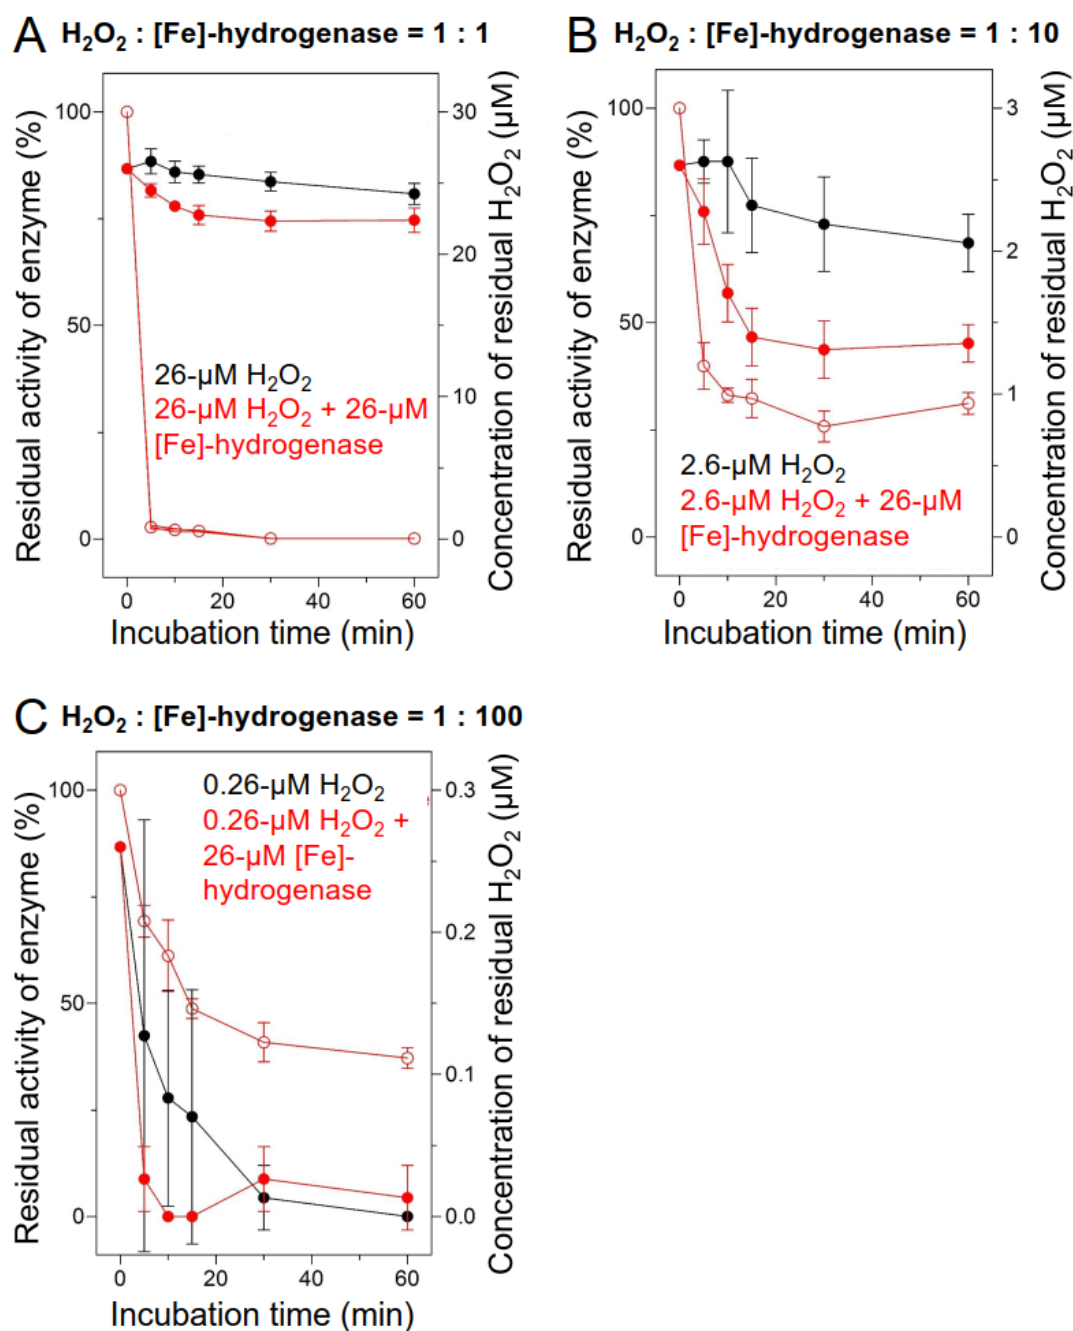 A H₂O₂ : [Fe]-hydrogenase = 1 : 1
Residual activity of enzyme (%)
100
50
0
26-µM H₂O₂
26-µM H₂O₂ + 26-µM
[Fe]-hydrogenase
30
20
10
0
Concentration of residual H₂O₂ (µM)
0 20 40 60
Incubation time (min)
B H₂O₂ : [Fe]-hydrogenase = 1 : 10
Residual activity of enzyme (%)
100
50
0
2.6-µM H₂O₂
2.6-µM H₂O₂ + 26-µM
[Fe]-hydrogenase
3
2
1
0
Concentration of residual H₂O₂ (µM)
0 20 40 60
Incubation time (min)
C H₂O₂ : [Fe]-hydrogenase = 1 : 100
Residual activity of enzyme (%)
100
50
0
0.26-µM H₂O₂
0.26-µM H₂O₂ +
26-µM [Fe]-
hydrogenase
0.3
0.2
0.1
0.0
Concentration of residual H₂O₂ (µM)
0 20 40 60
Incubation time (min)